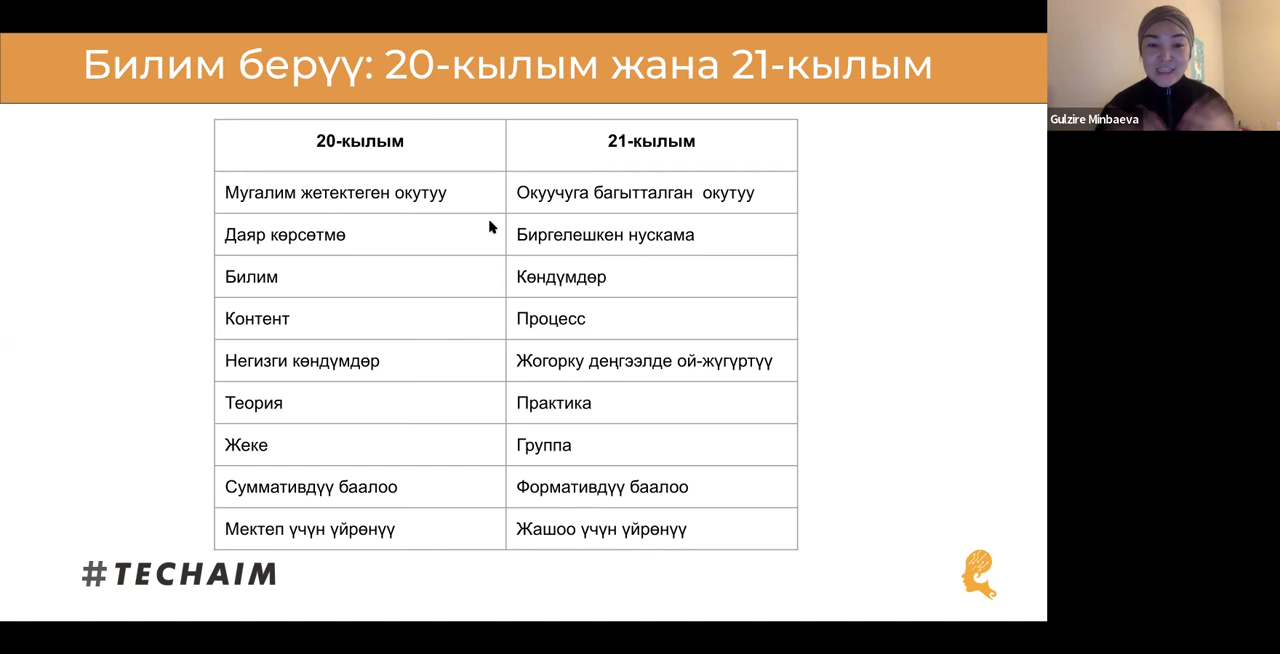 Билим берүү: 20-кылым жана 21-кылым
Gulzire Minbaeva
20-кылым 21-кылым
Мугалим жетектеген окутуу Окуучуга багытталган окутуу
Даяр көрсөтмө Биргелешкен нускама
Билим Көндүмдөр
Контент Процесс
Негизги көндүмдөр Жогорку деңгээлде ой-жүгүртүү
Теория Практика
Жеке Группа
Суммативдүү баалоо Формативдүү баалоо
Мектеп үчүн үйрөнүү Жашоо үчүн үйрөнүү
#TECHAIM